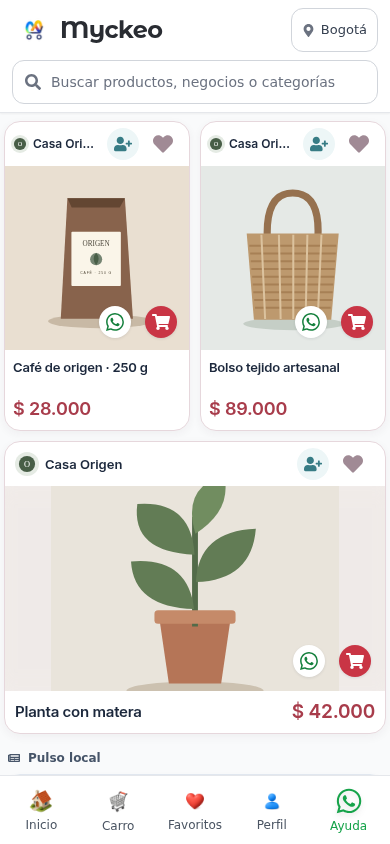 Myckeo
Bogotá
Buscar productos, negocios o categorías
Casa Ori...
Casa Ori...
ORIGEN
CAFÉ · 250 G
Café de origen · 250 g
$ 28.000
Bolso tejido artesanal
$ 89.000
Casa Origen
Planta con matera
$ 42.000
Pulso local
Inicio
Carro
Favoritos
Perfil
Ayuda